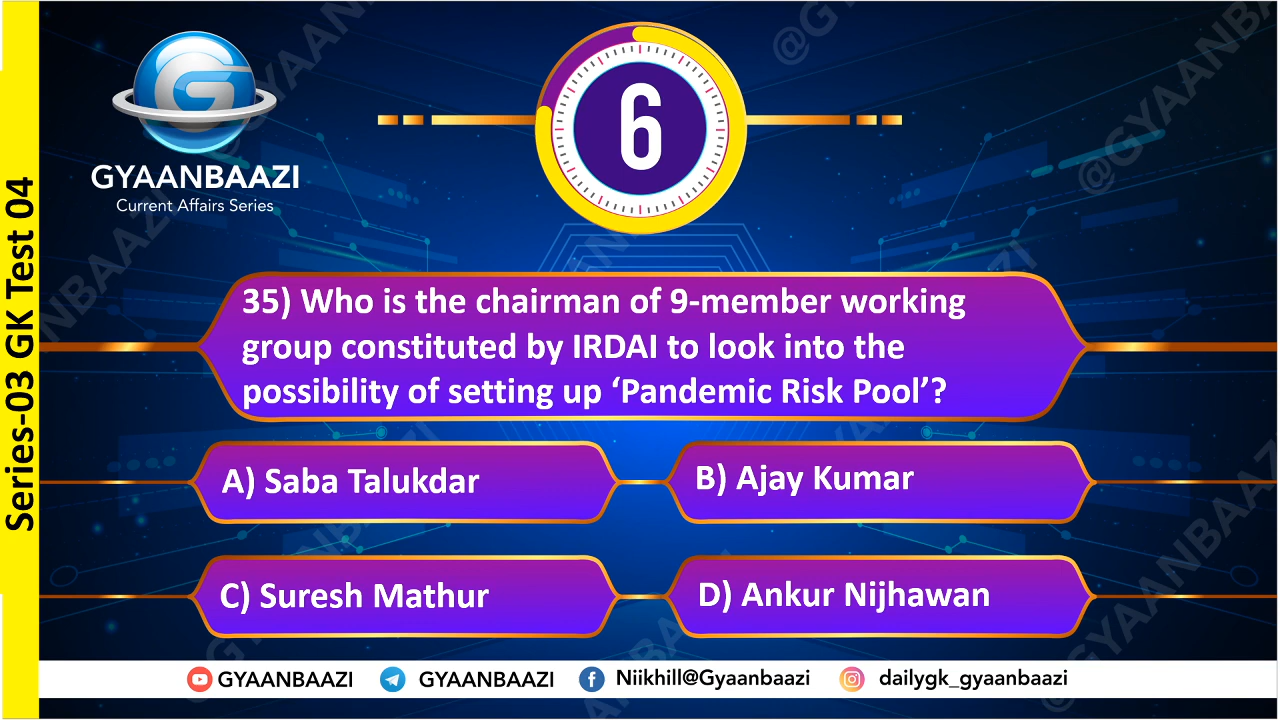 Series-03 GK Test 04
G
GYAANBAAZI
Current Affairs Series
6
35) Who is the chairman of 9-member working
group constituted by IRDAI to look into the
possibility of setting up ‘Pandemic Risk Pool’?
A) Saba Talukdar
B) Ajay Kumar
C) Suresh Mathur
D) Ankur Nijhawan
GYAANBAAZI
GYAANBAAZI
Niikhill@Gyaanbaazi
dailygk_gyaanbaazi
@GYAANBAAZI